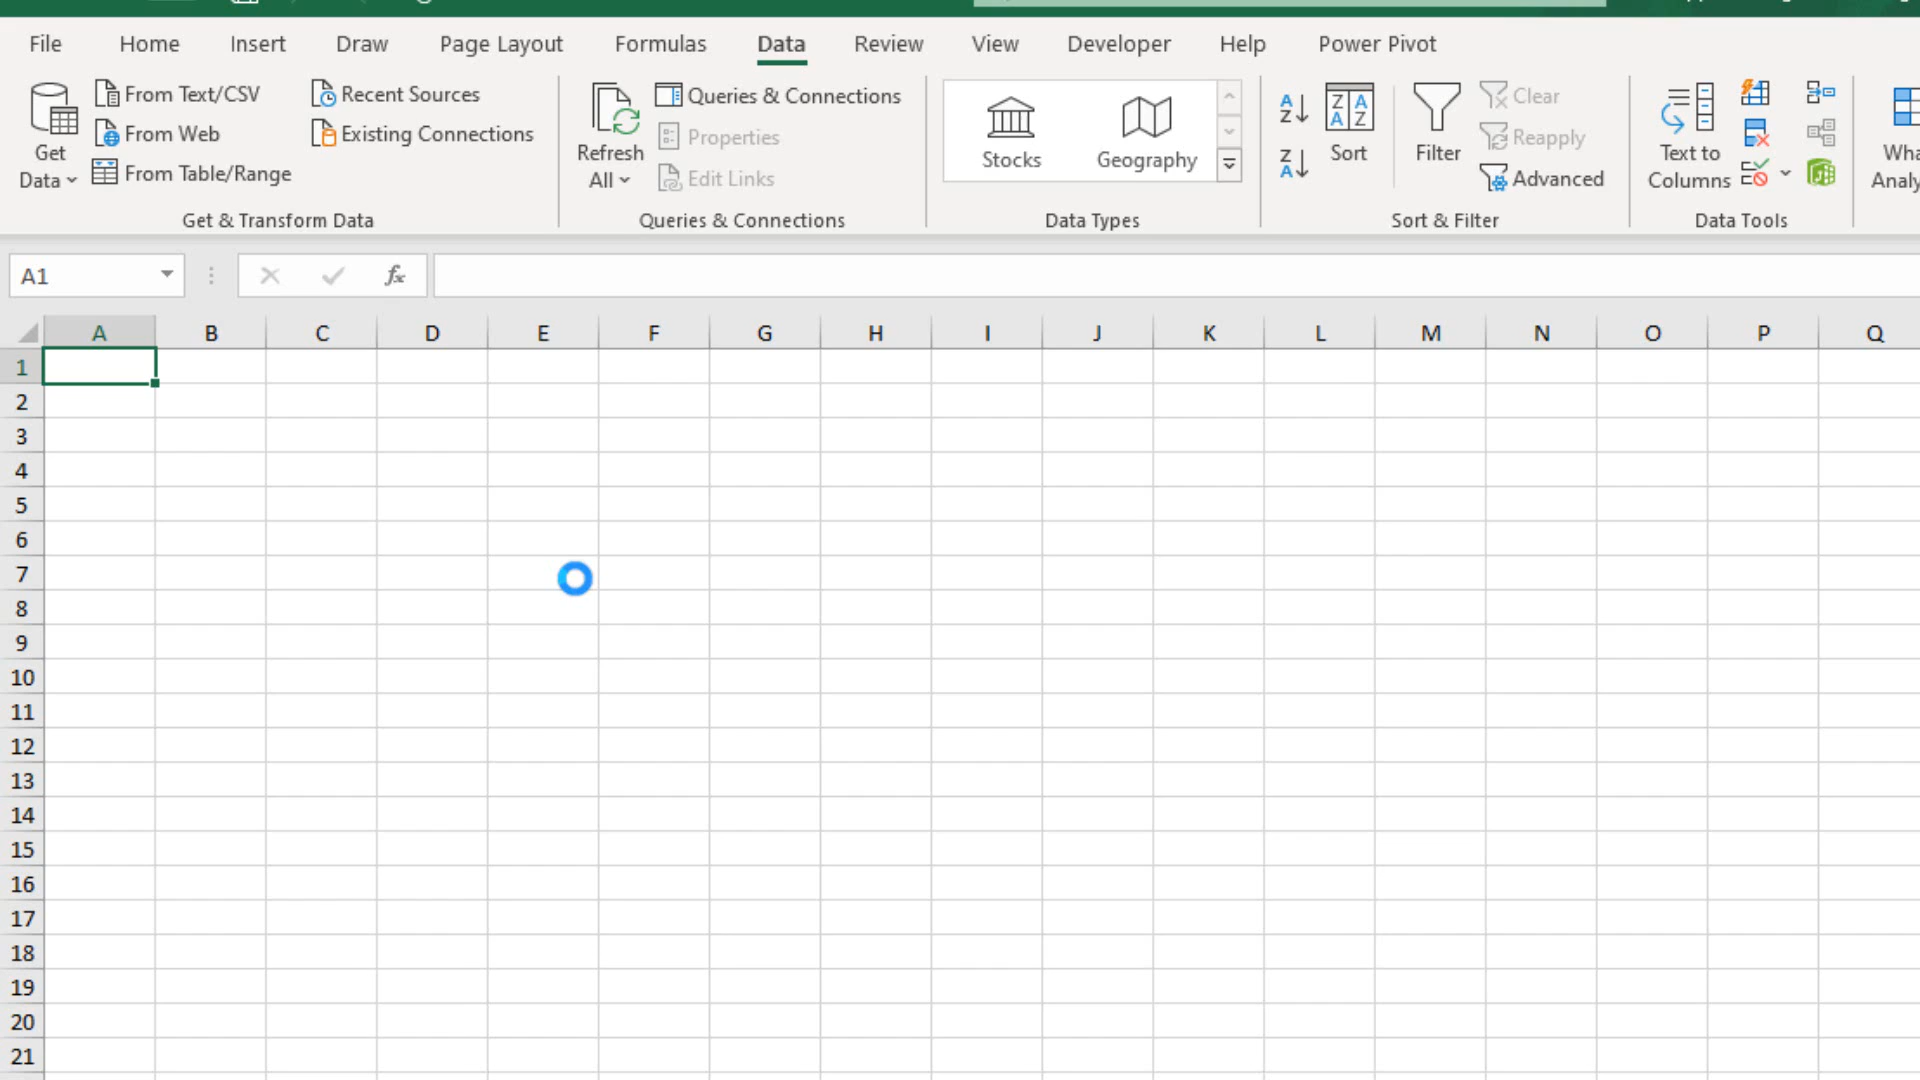 File Home Insert Draw Page Layout Formulas Data Review View Developer Help Power Pivot
Get Data
From Text/CSV
From Web
From Table/Range
Recent Sources
Existing Connections
Get & Transform Data
Refresh All
Queries & Connections
Properties
Edit Links
Queries & Connections
Stocks
Geography
Data Types
Sort
Filter
Clear
Reapply
Advanced
Sort & Filter
Text to
Columns
Data Tools
A1
fx
A B C D E F G H I J K L M N O P Q
1
2
3
4
5
6
7
8
9
10
11
12
13
14
15
16
17
18
19
20
21